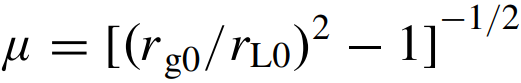 μ = [(r_g0/r_L0)² − 1]^{−1/2}